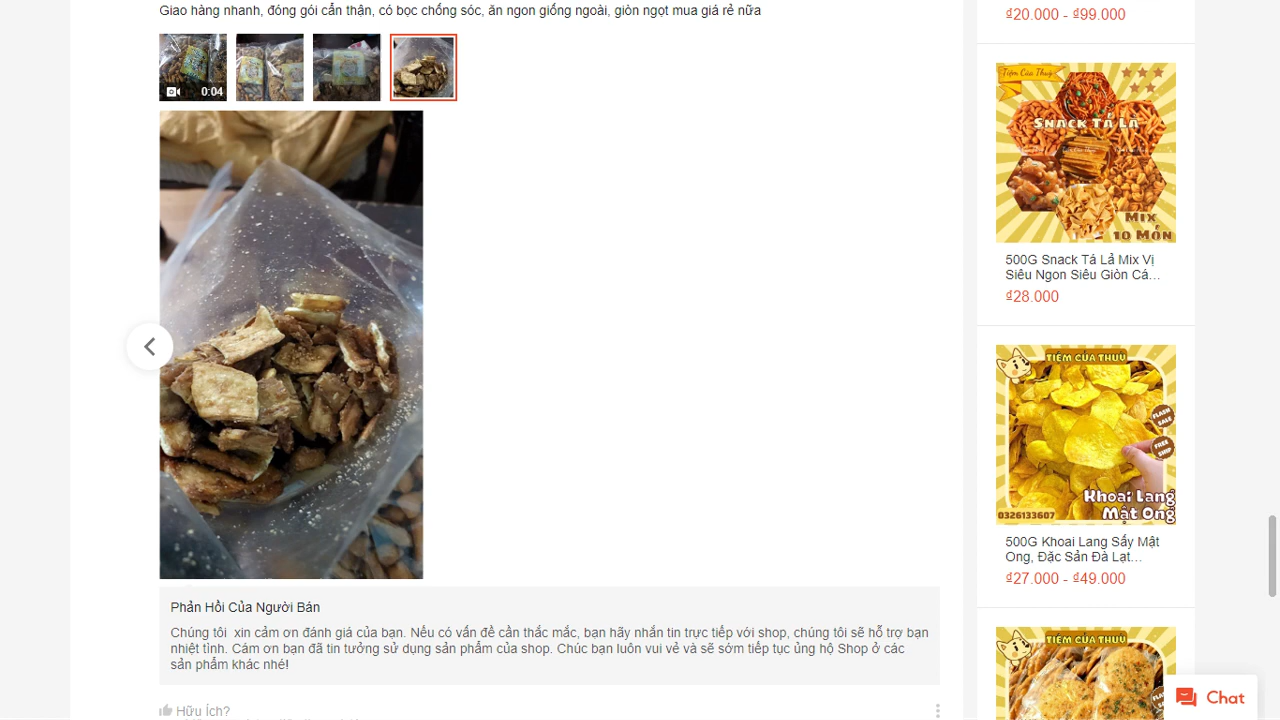 Giao hàng nhanh, đóng gói cẩn thận, có bọc chống sóc, ăn ngon giống ngoài, giòn ngọt mua giá rẻ nữa
0:04
Phản Hồi Của Người Bán
Chúng tôi  xin cảm ơn đánh giá của bạn. Nếu có vấn đề cần thắc mắc, bạn hãy nhắn tin trực tiếp với shop, chúng tôi sẽ hỗ trợ bạn
nhiệt tình. Cám ơn bạn đã tin tưởng sử dụng sản phẩm của shop. Chúc bạn luôn vui vẻ và sẽ sớm tiếp tục ủng hộ Shop ở các
sản phẩm khác nhé!
Hữu Ích?
₫20.000 - ₫99.000
Tiệm Của Thuỷ
Snack Tá Lả
Mix
10 Món
500G Snack Tá Lả Mix Vị
Siêu Ngon Siêu Giòn Cá…
₫28.000
TIỆM CỦA THUỶ
FLASH
SALE
FREE
SHIP
Khoai Lang
Mật Ong
0326133607
500G Khoai Lang Sấy Mật
Ong, Đặc Sản Đà Lạt…
₫27.000 - ₫49.000
TIỆM CỦA THUỶ
Chat